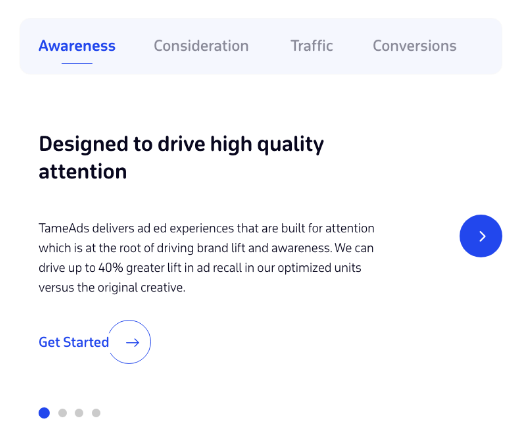 Awareness Consideration Traffic Conversions
Designed to drive high quality
attention
TameAds delivers ad ed experiences that are built for attention
which is at the root of driving brand lift and awareness. We can
drive up to 40% greater lift in ad recall in our optimized units
versus the original creative.
Get Started